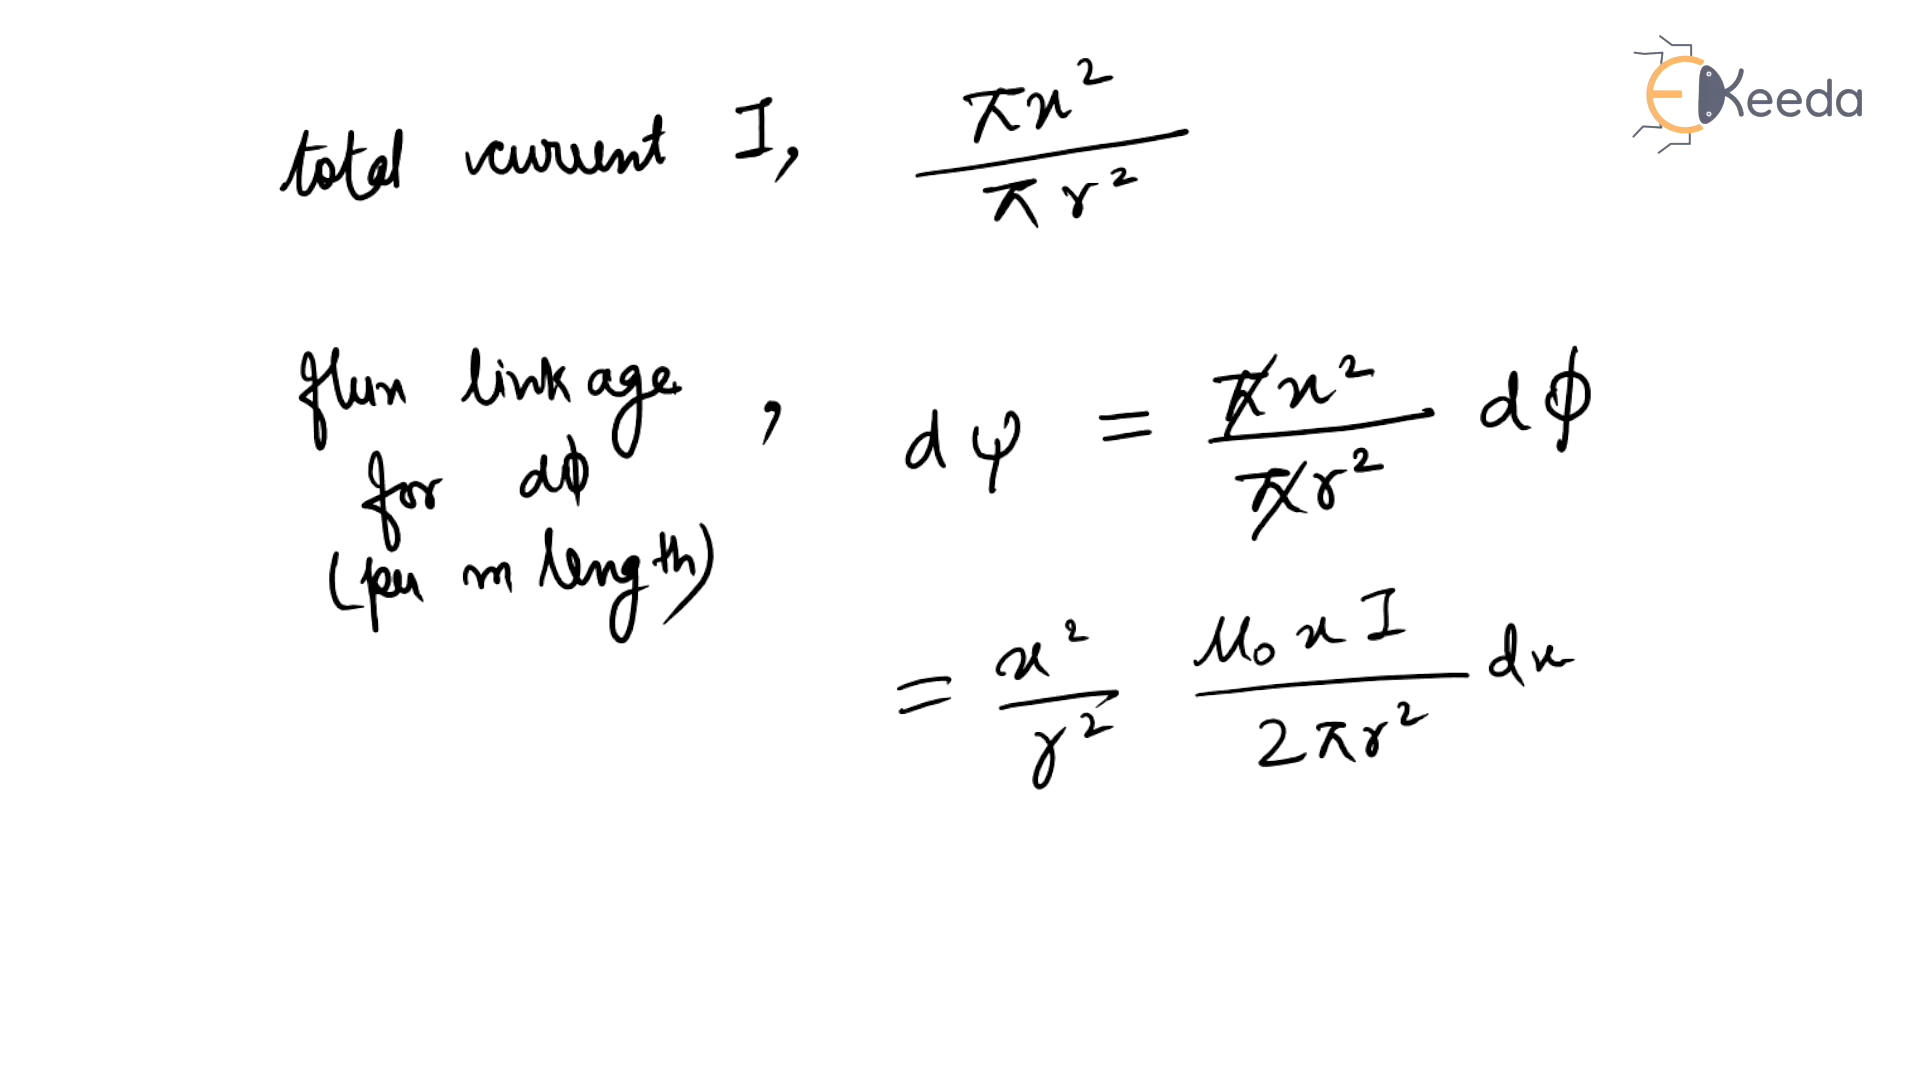 EKeeda
total current I, πx² / πr²
flux linkage for dφ (per m length), dψ = πx² / πr² dφ
= x² / r² μ₀xI / 2πr² dx